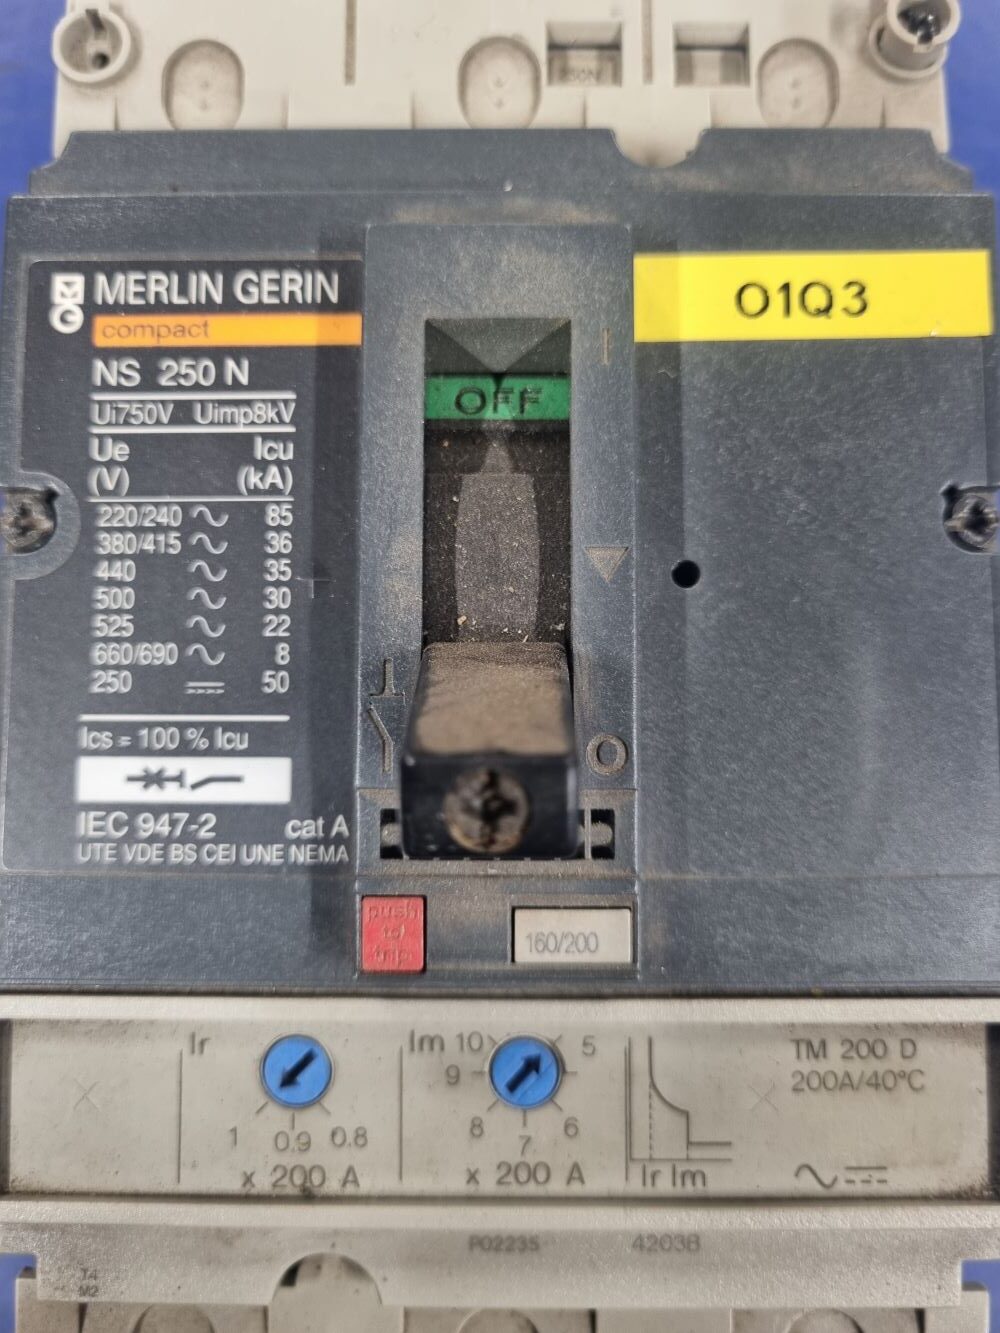 250N
MERLIN GERIN
compact
NS 250 N
Ui750V Uimp8kV
Ue Icu
(V) (kA)
220/240 85
380/415 36
440 35
500 30
525 22
660/690 8
250 50
Ics = 100 % Icu
IEC 947-2 cat A
UTE VDE BS CEI UNE NEMA
OFF
O1Q3
I
O
push
to
trip
160/200
Ir
1 0.9 0.8
x 200 A
Im 10 5
9
8 7 6
x 200 A
Ir Im
TM 200 D
200A/40°C
P02235 42038
T4
M2